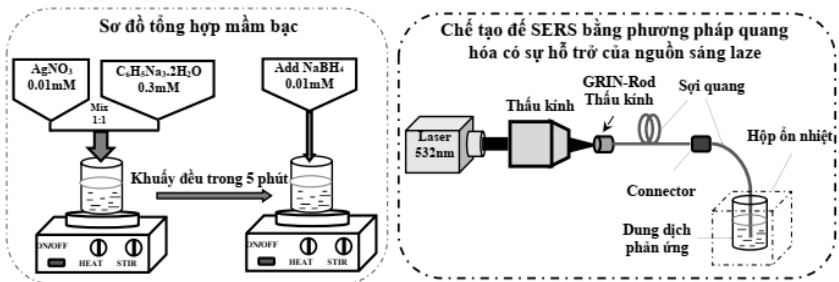 Sơ đồ tổng hợp mầm bạc
AgNO3
0.01mM
C6H5Na3.2H2O
0.3mM
Mix
1:1
Add NaBH4
0.01mM
Khuấy đều trong 5 phút
ON/OFF
HEAT
STIR
ON/OFF
HEAT
STIR
Chế tạo đế SERS bằng phương pháp quang
hóa có sự hỗ trở của nguồn sáng laze
GRIN-Rod
Thấu kính
Sợi quang
Thấu kính
Laser
532nm
Hộp ổn nhiệt
Connector
Dung dịch
phản ứng